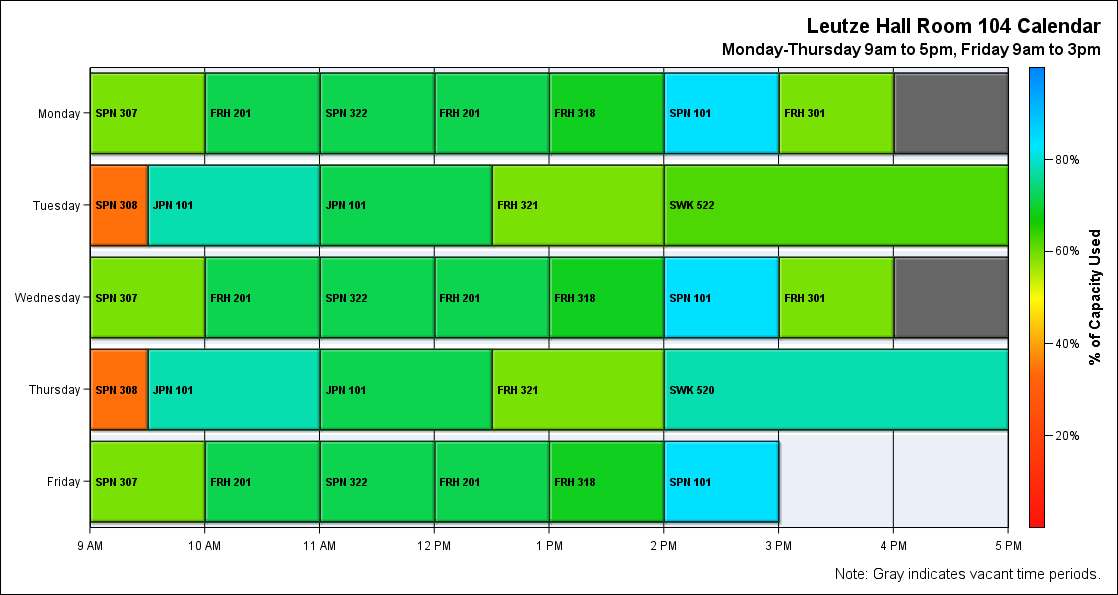 Leutze Hall Room 104 Calendar
Monday-Thursday 9am to 5pm, Friday 9am to 3pm
Monday SPN 307 FRH 201 SPN 322 FRH 201 FRH 318 SPN 101 FRH 301
80%
Tuesday SPN 308 JPN 101 JPN 101 FRH 321 SWK 522
60%
% of Capacity Used
Wednesday SPN 307 FRH 201 SPN 322 FRH 201 FRH 318 SPN 101 FRH 301
40%
Thursday SPN 308 JPN 101 JPN 101 FRH 321 SWK 520
20%
Friday SPN 307 FRH 201 SPN 322 FRH 201 FRH 318 SPN 101
9 AM 10 AM 11 AM 12 PM 1 PM 2 PM 3 PM 4 PM 5 PM
Note: Gray indicates vacant time periods.